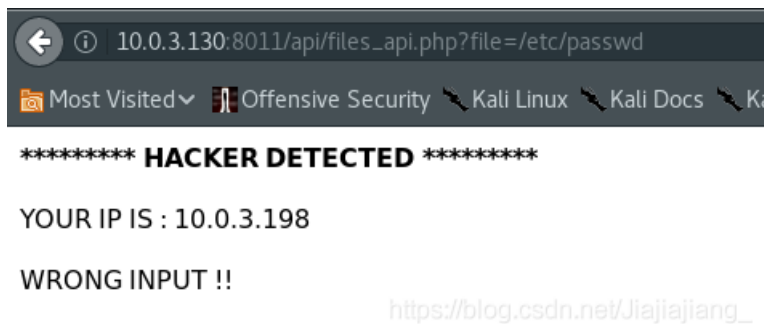 10.0.3.130:8011/api/files_api.php?file=/etc/passwd
Most Visited Offensive Security Kali Linux Kali Docs Ka
********* HACKER DETECTED *********
YOUR IP IS : 10.0.3.198
WRONG INPUT !!
https://blog.csdn.net/Jiajiajiang_